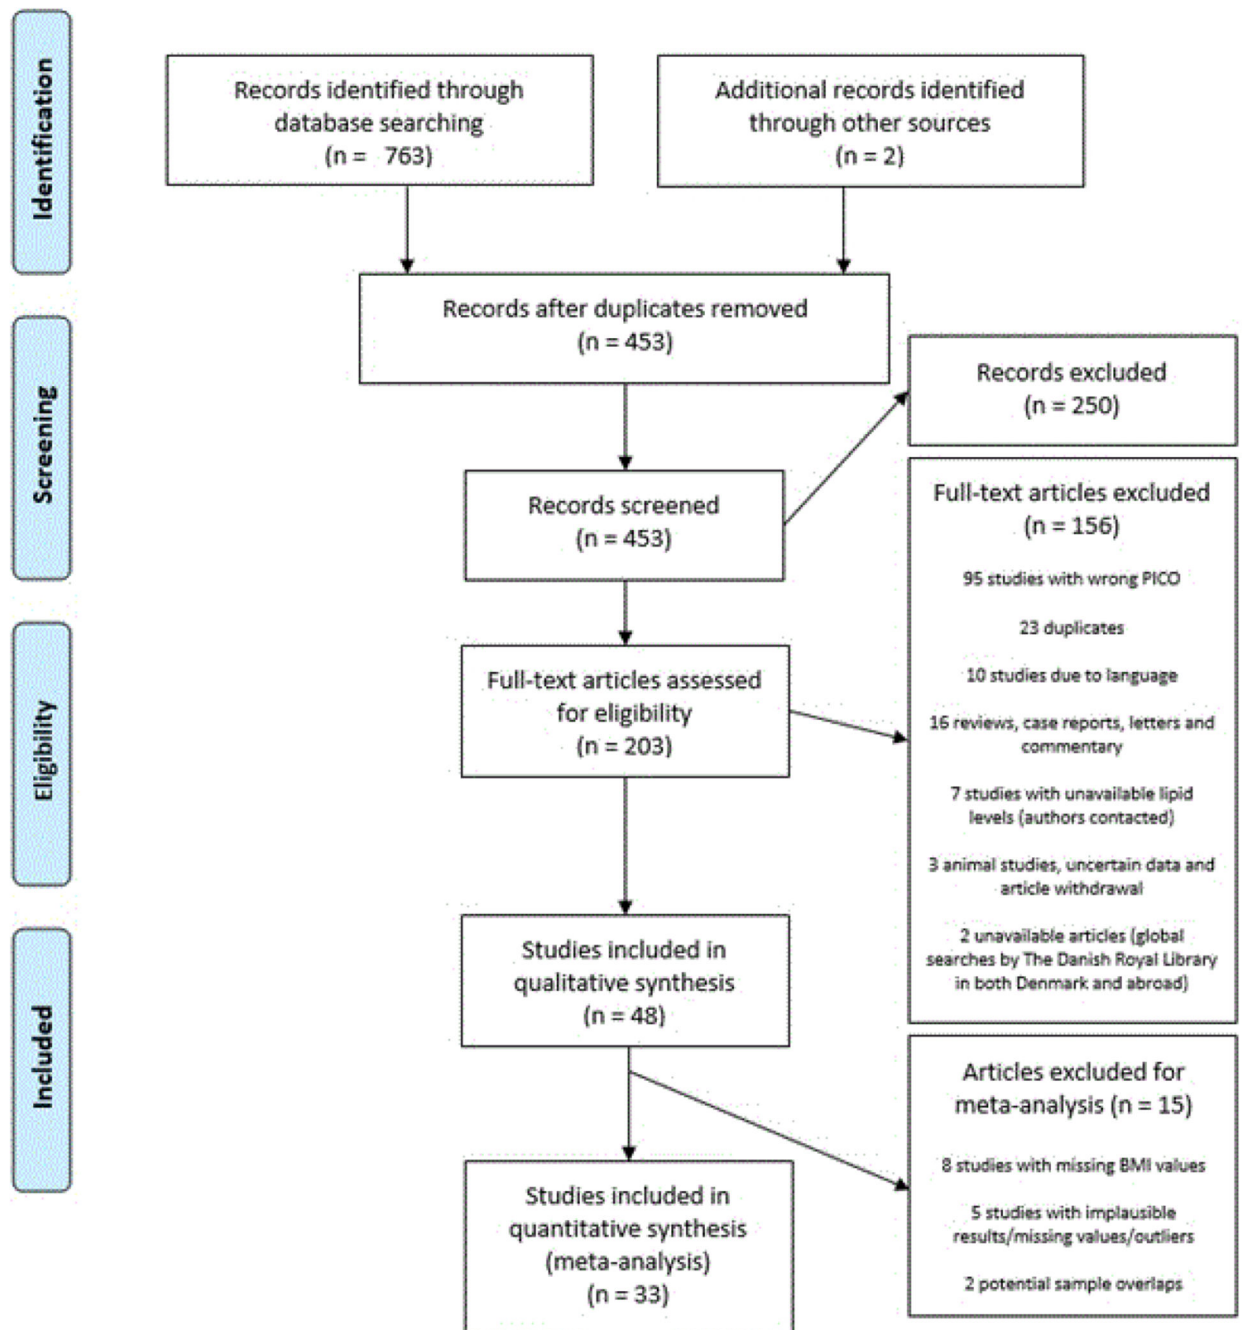 Identification
Records identified through
database searching
(n = 763)
Additional records identified
through other sources
(n = 2)
Records after duplicates removed
(n = 453)
Screening
Records screened
(n = 453)
Records excluded
(n = 250)
Eligibility
Full-text articles assessed
for eligibility
(n = 203)
Full-text articles excluded
(n = 156)
95 studies with wrong PICO
23 duplicates
10 studies due to language
16 reviews, case reports, letters and
commentary
7 studies with unavailable lipid
levels (authors contacted)
3 animal studies, uncertain data and
article withdrawal
2 unavailable articles (global
searches by The Danish Royal Library
in both Denmark and abroad)
Included
Studies included in
qualitative synthesis
(n = 48)
Articles excluded for
meta-analysis (n = 15)
8 studies with missing BMI values
5 studies with implausible
results/missing values/outliers
2 potential sample overlaps
Studies included in
quantitative synthesis
(meta-analysis)
(n = 33)